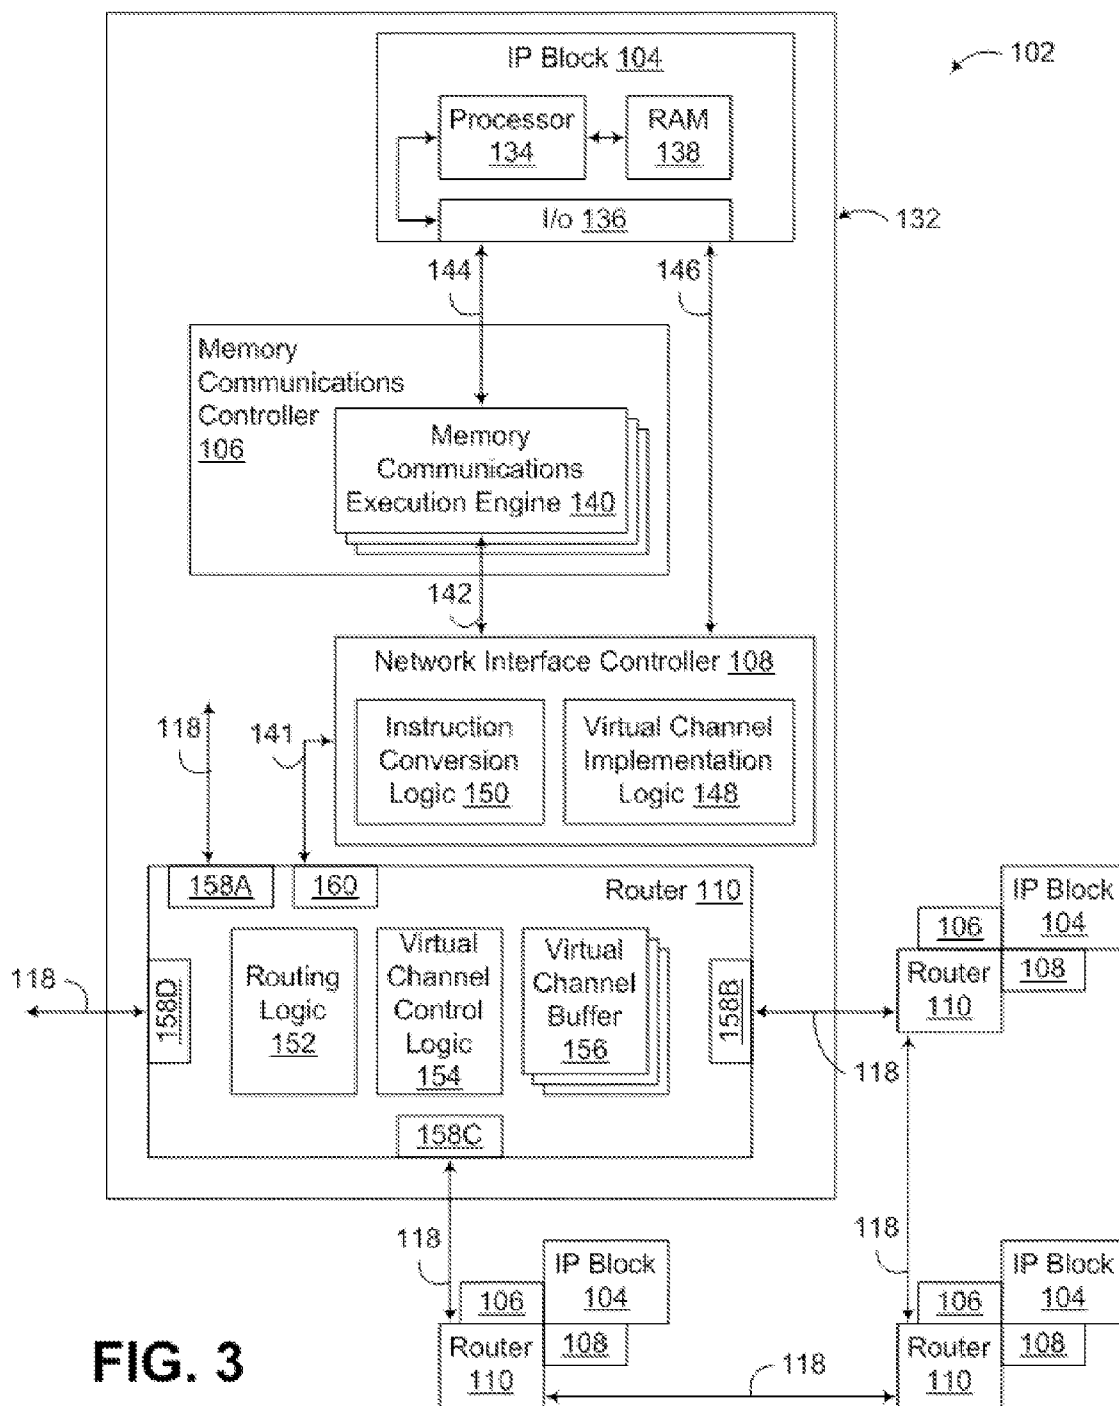 IP Block 104
102
Processor
134
RAM
138
I/o 136
132
144
146
Memory
Communications
Controller
106
Memory
Communications
Execution Engine 140
142
Network Interface Controller 108
118
141
Instruction
Conversion
Logic 150
Virtual Channel
Implementation
Logic 148
158A
160
Router 110
IP Block
104
106
108
Router
110
118
158D
Routing
Logic
152
Virtual
Channel
Control
Logic
154
Virtual
Channel
Buffer
156
158B
118
158C
118
118
IP Block
104
106
108
Router
110
IP Block
104
106
108
Router
110
118
FIG. 3